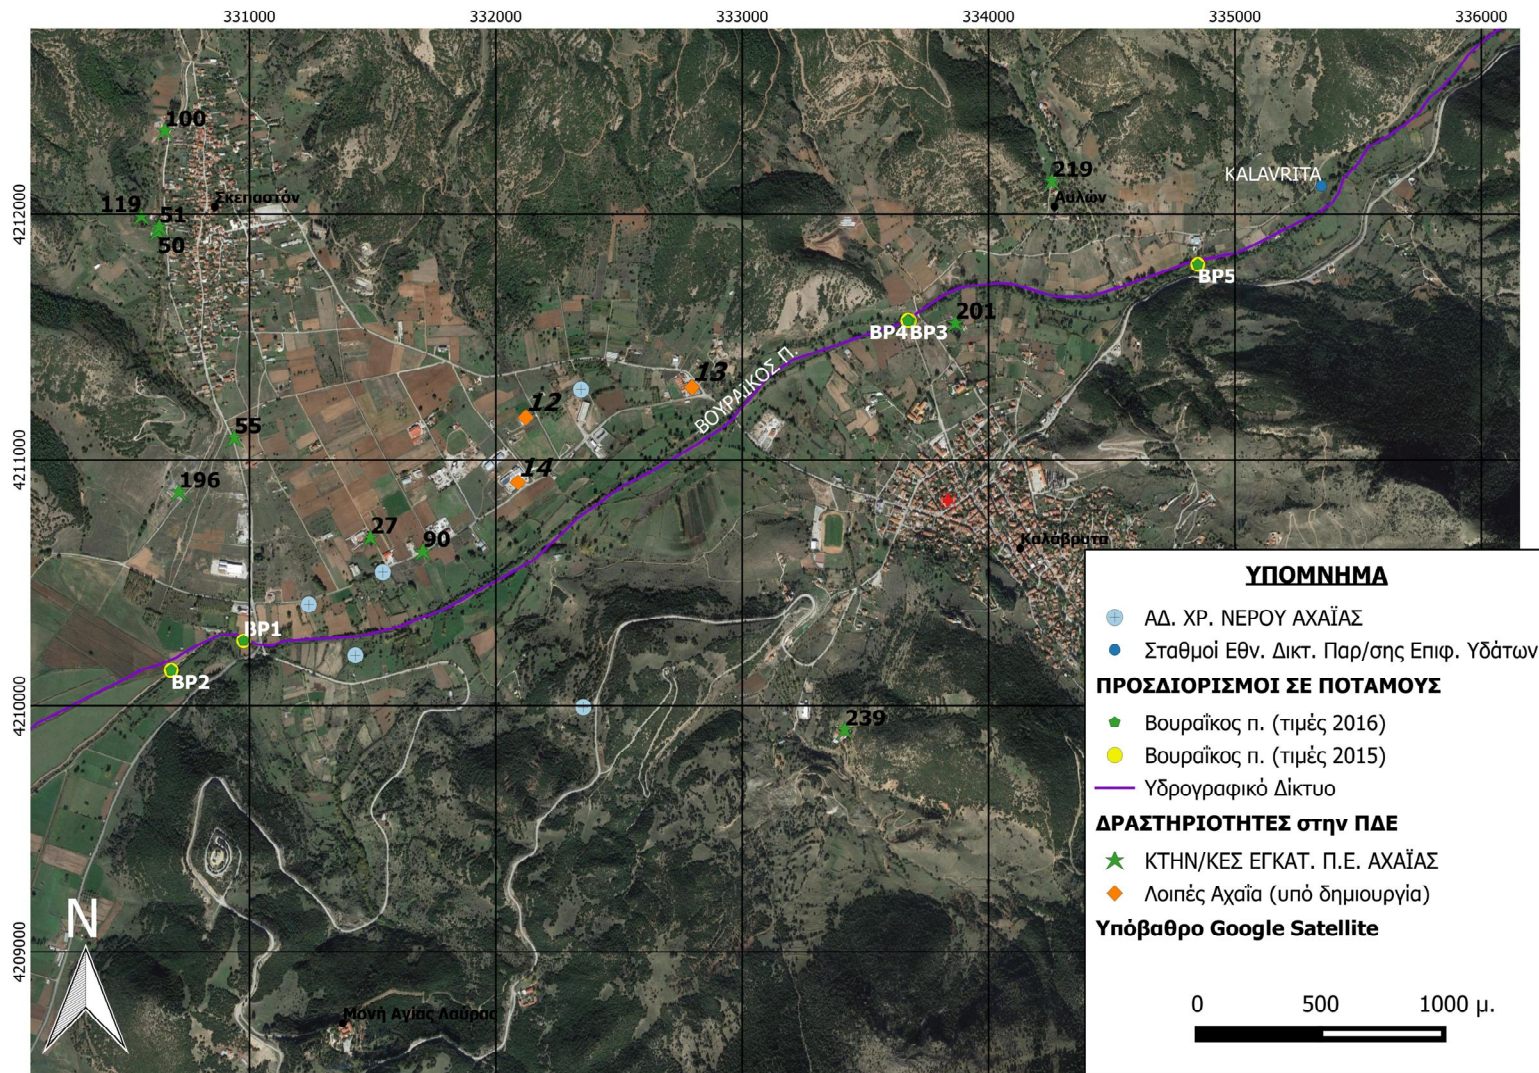 331000 332000 333000 334000 335000 336000
100
219
KALAVRITA
Αυλών
Σκεπαστόν
4212000
119
51
50
BP5
201
BP4BP3
ΒΟΥΡΑΙΚΟΣ Π.
13
12
55
4211000
14
196
27
90
Καλάβρυτα
BP1
BP2
4210000
239
4209000
N
Μονή Αγίας Λαύρας
ΥΠΟΜΝΗΜΑ
ΑΔ. ΧΡ. ΝΕΡΟΥ ΑΧΑΪΑΣ
Σταθμοί Εθν. Δικτ. Παρ/σης Επιφ. Υδάτων
ΠΡΟΣΔΙΟΡΙΣΜΟΙ ΣΕ ΠΟΤΑΜΟΥΣ
Βουραΐκος π. (τιμές 2016)
Βουραΐκος π. (τιμές 2015)
Υδρογραφικό Δίκτυο
ΔΡΑΣΤΗΡΙΟΤΗΤΕΣ στην ΠΔΕ
ΚΤΗΝ/ΚΕΣ ΕΓΚΑΤ. Π.Ε. ΑΧΑΪΑΣ
Λοιπές Αχαΐα (υπό δημιουργία)
Υπόβαθρο Google Satellite
0 500 1000 μ.